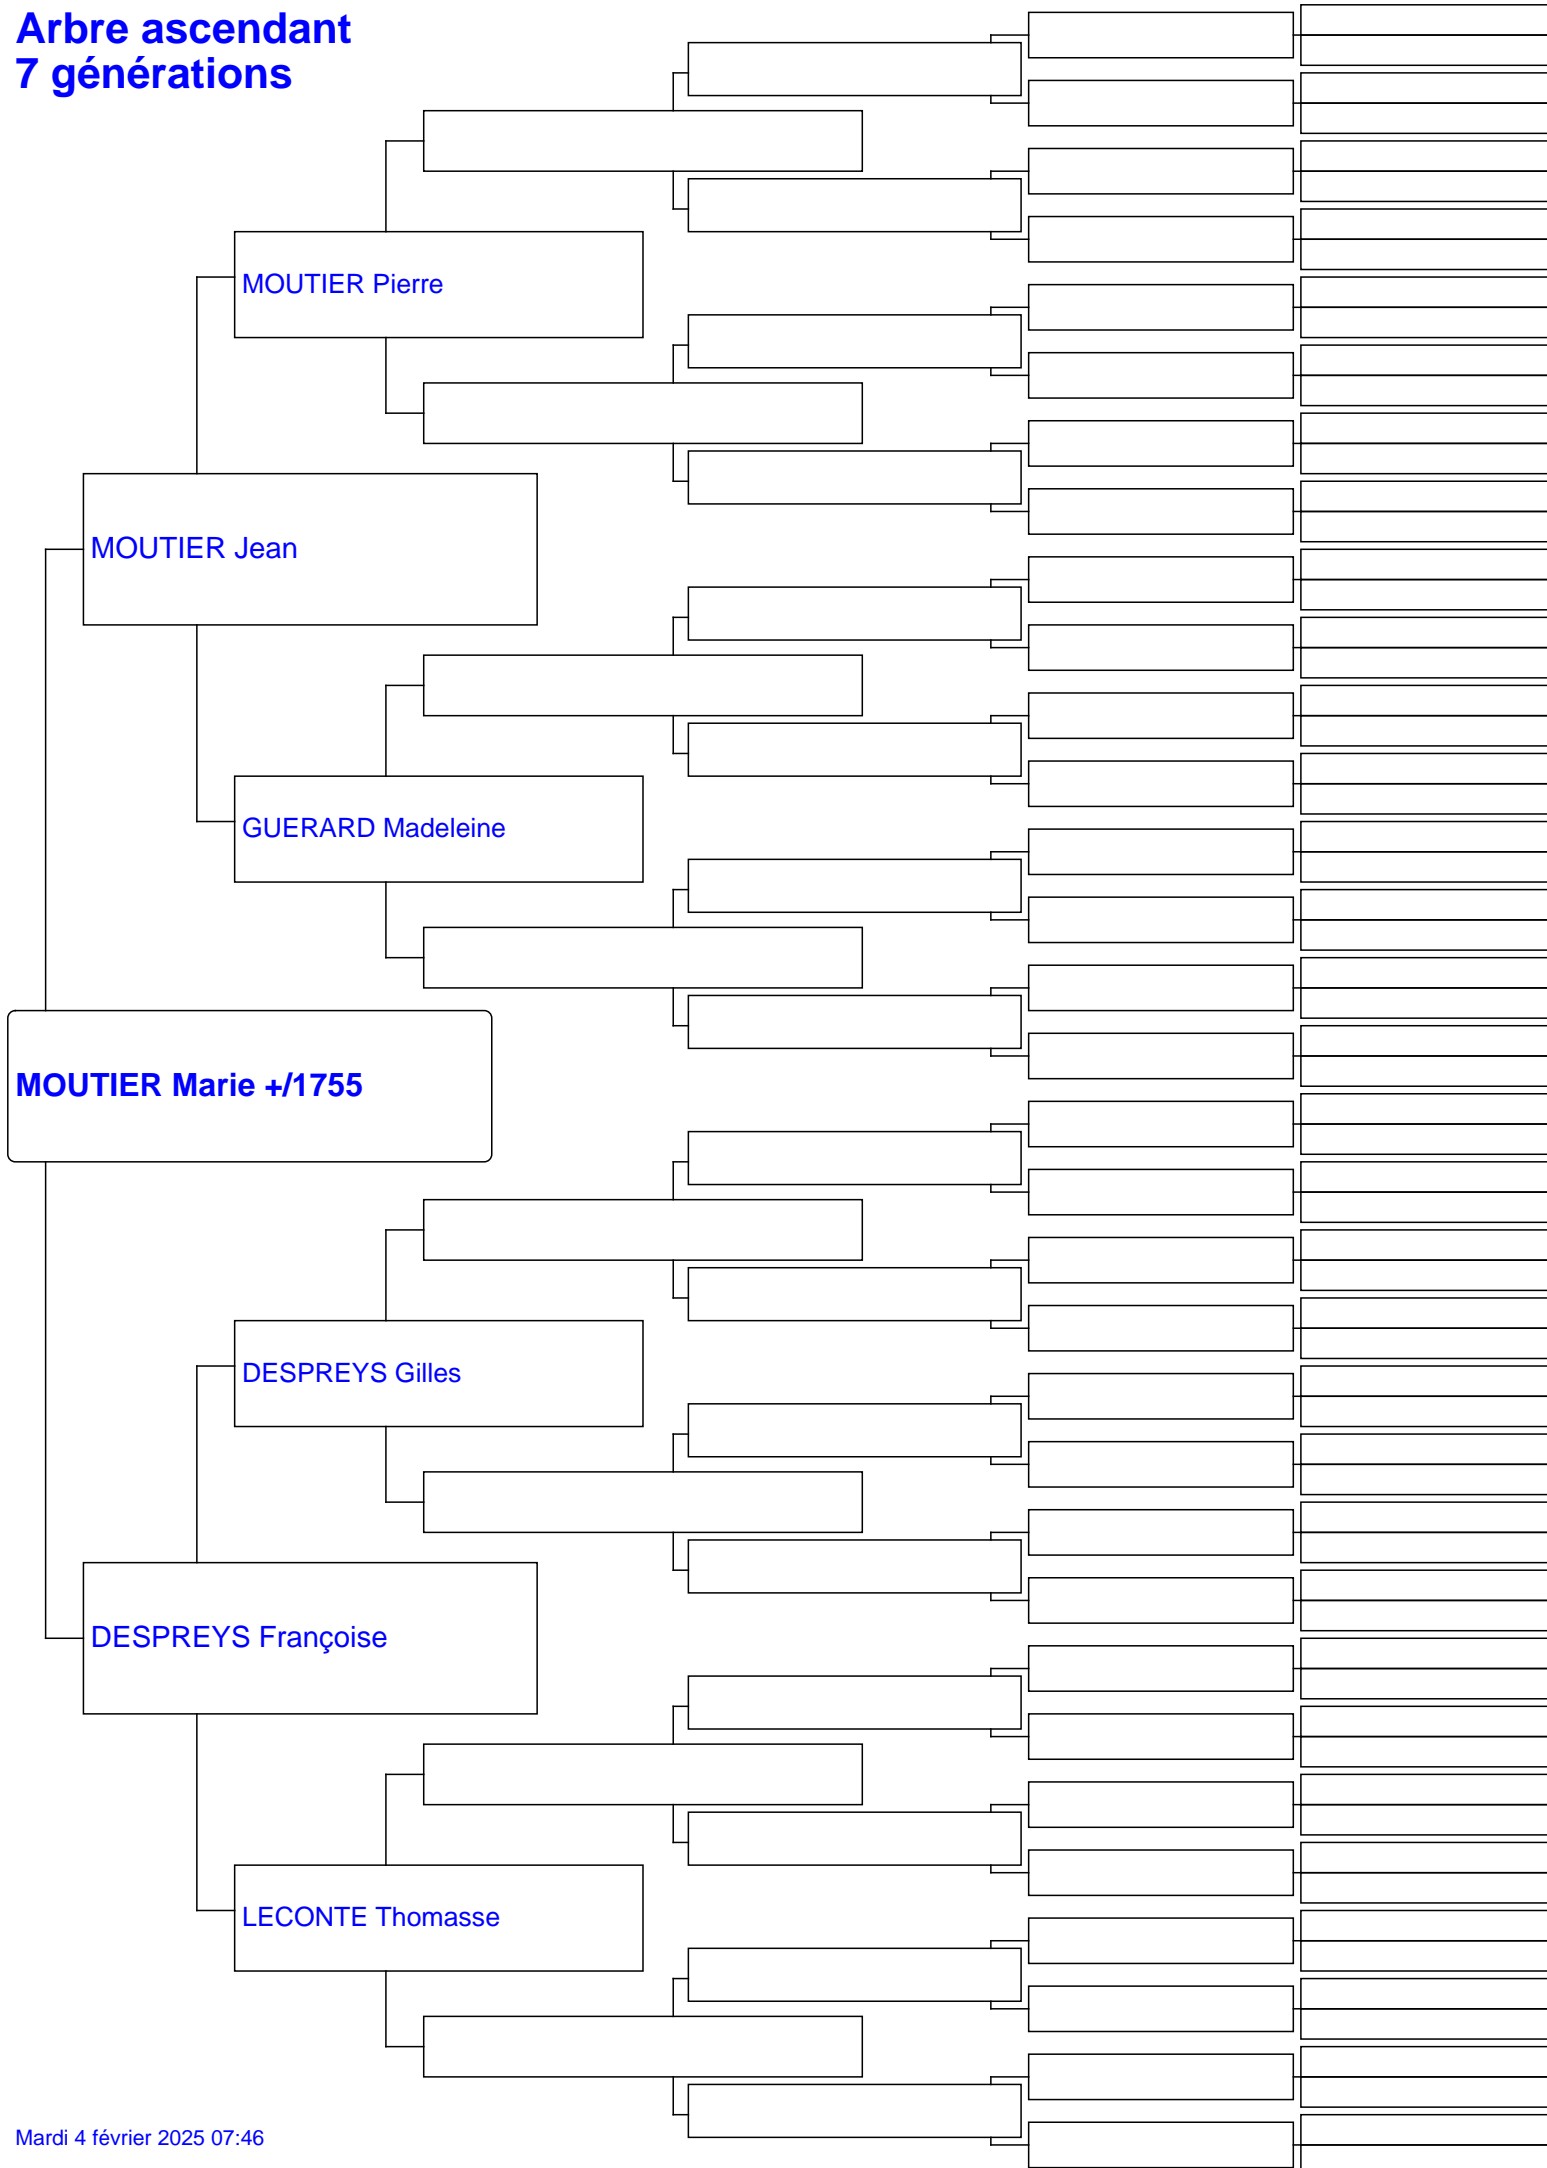 Arbre ascendant
7 générations
MOUTIER Pierre
MOUTIER Jean
GUERARD Madeleine
MOUTIER Marie +/1755
DESPREYS Gilles
DESPREYS Françoise
LECONTE Thomasse
Mardi 4 février 2025 07:46